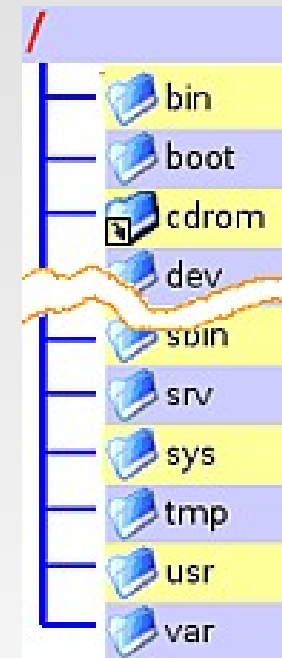 /
bin
boot
cdrom
dev
sbin
srv
sys
tmp
usr
var